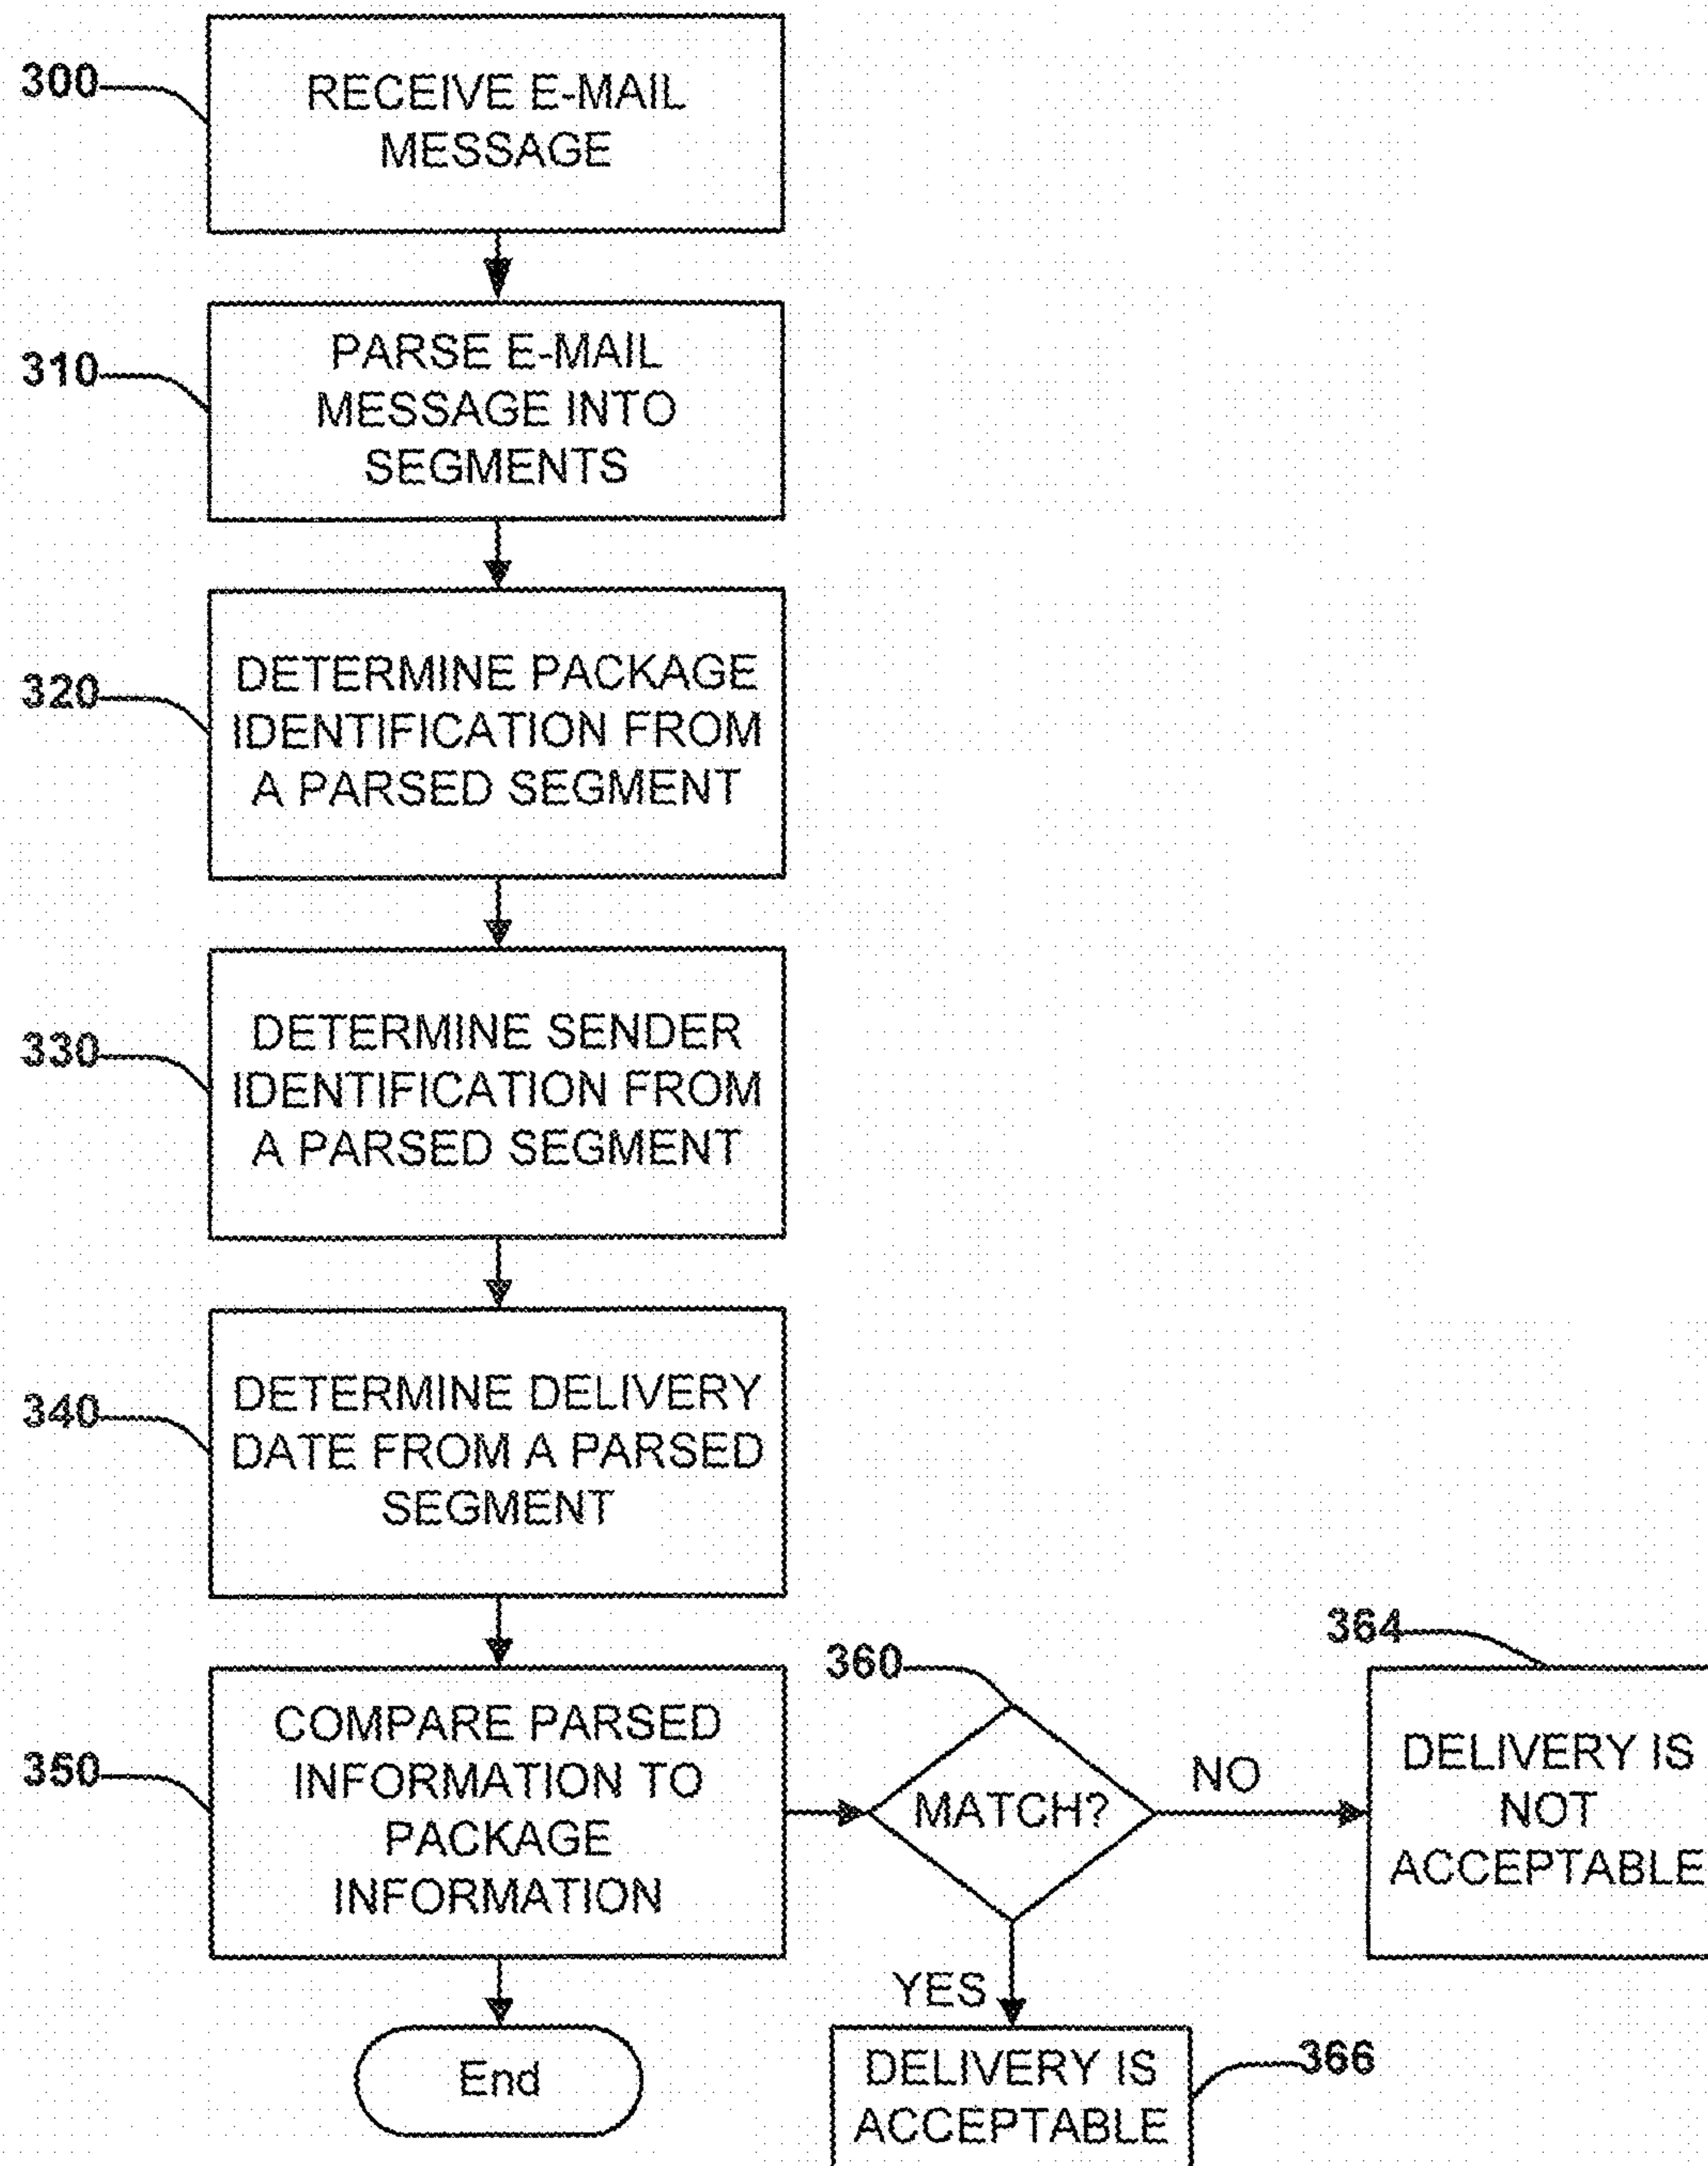 300
RECEIVE E-MAIL
MESSAGE
310
PARSE E-MAIL
MESSAGE INTO
SEGMENTS
320
DETERMINE PACKAGE
IDENTIFICATION FROM
A PARSED SEGMENT
330
DETERMINE SENDER
IDENTIFICATION FROM
A PARSED SEGMENT
340
DETERMINE DELIVERY
DATE FROM A PARSED
SEGMENT
350
COMPARE PARSED
INFORMATION TO
PACKAGE
INFORMATION
360
MATCH?
NO
364
DELIVERY IS
NOT
ACCEPTABLE
YES
End
DELIVERY IS
ACCEPTABLE
366